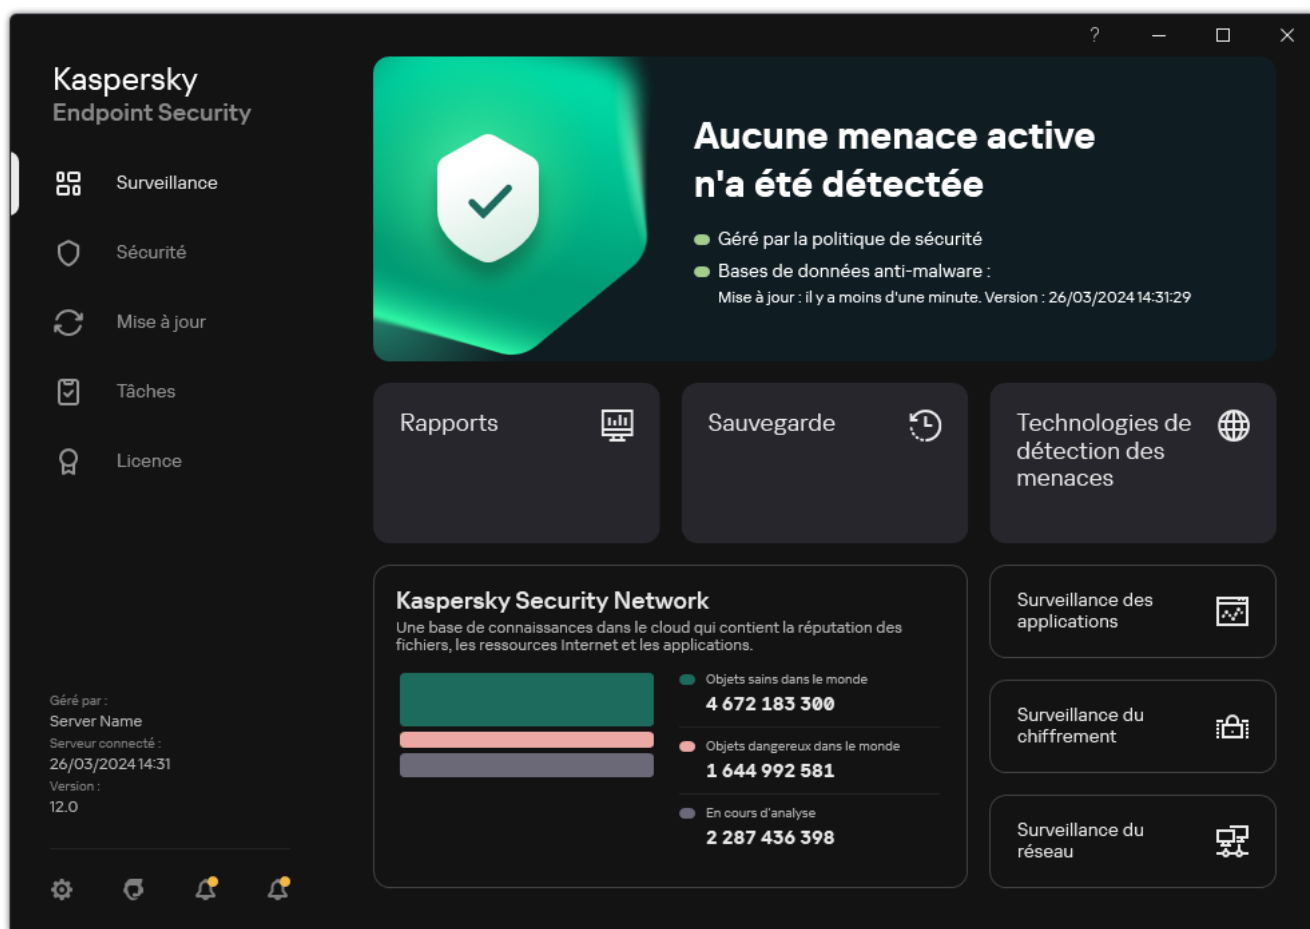 ?
Kaspersky
Endpoint Security
Surveillance
Sécurité
Mise à jour
Tâches
Licence
Géré par :
Server Name
Serveur connecté :
26/03/2024 14:31
Version :
12.0
Aucune menace active
n'a été détectée
Géré par la politique de sécurité
Bases de données anti-malware :
Mise à jour : il y a moins d'une minute. Version : 26/03/2024 14:31:29
Rapports
Sauvegarde
Technologies de
détection des
menaces
Kaspersky Security Network
Une base de connaissances dans le cloud qui contient la réputation des
fichiers, les ressources Internet et les applications.
Objets sains dans le monde
4 672 183 300
Objets dangereux dans le monde
1 644 992 581
En cours d'analyse
2 287 436 398
Surveillance des
applications
Surveillance du
chiffrement
Surveillance du
réseau